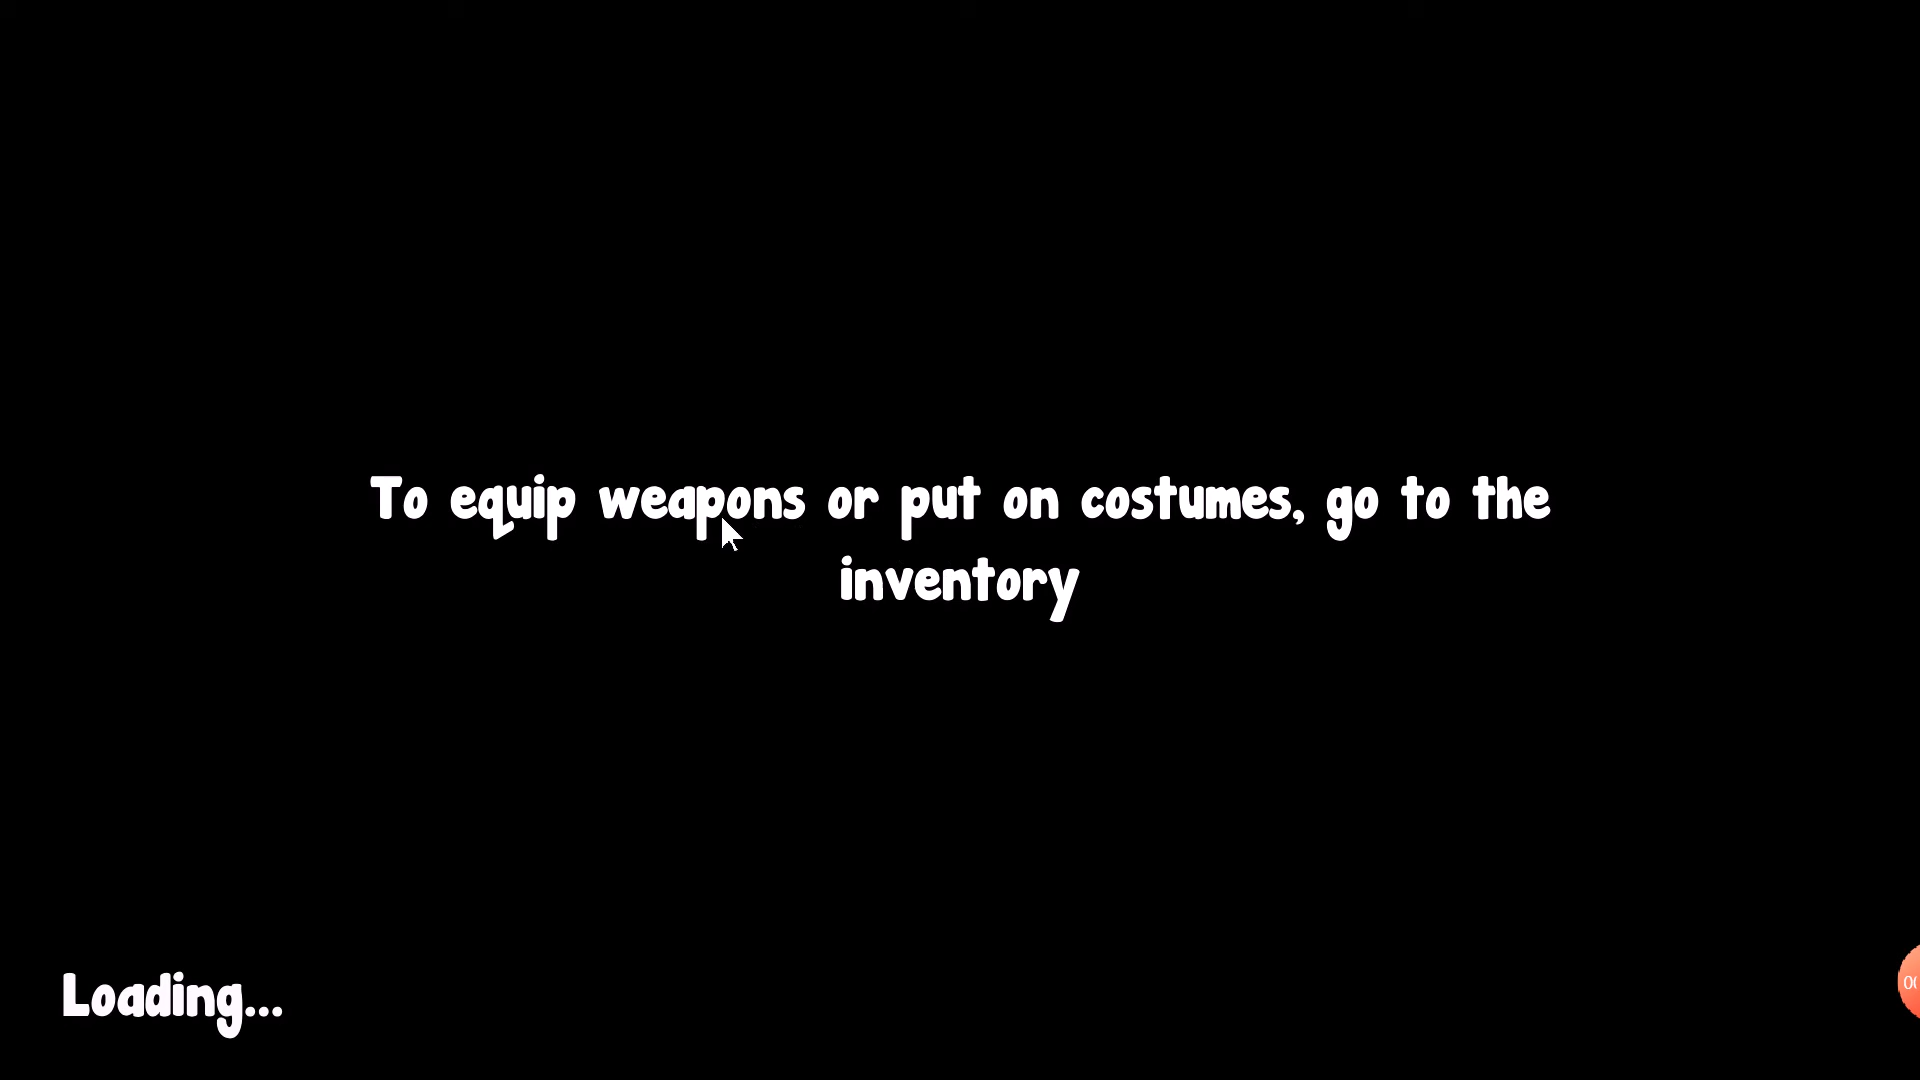 To equip weapons or put on costumes, go to the
inventory
Loading...